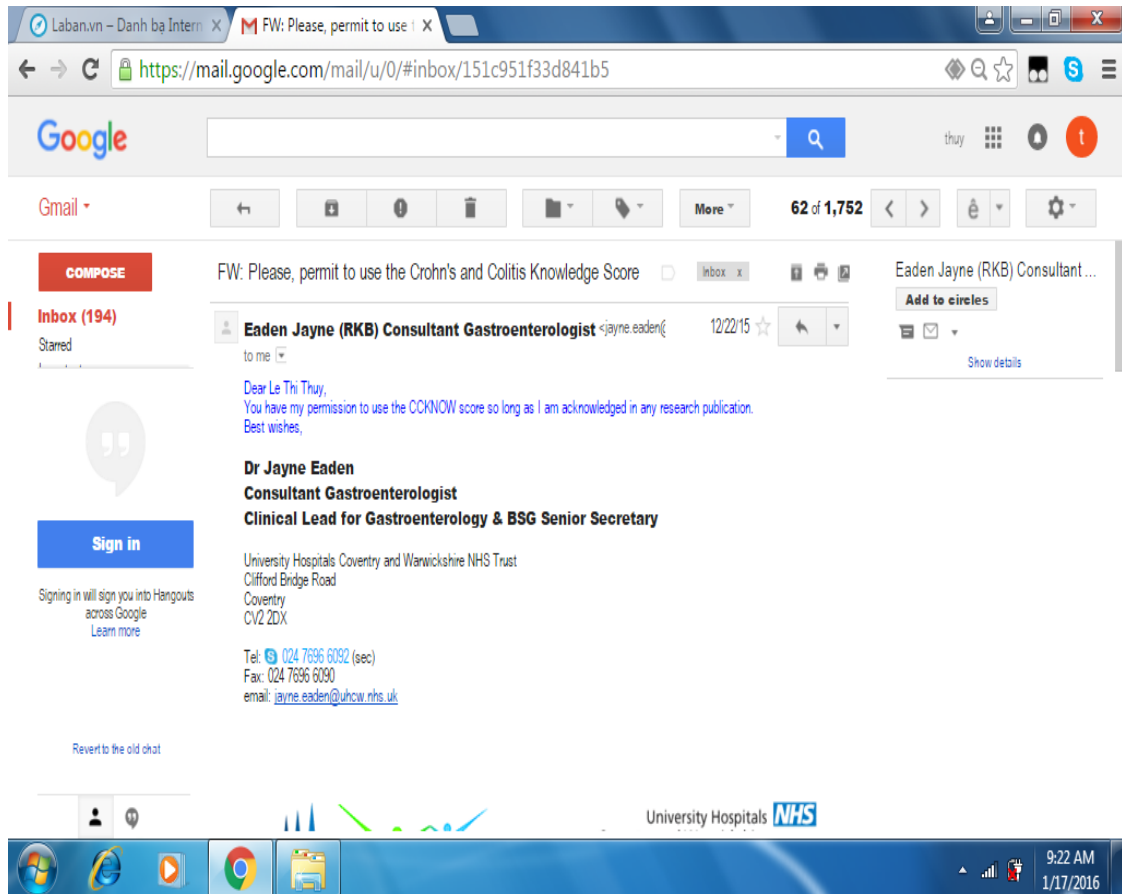 Laban.vn – Danh bạ Intern
FW: Please, permit to use
https://mail.google.com/mail/u/0/#inbox/151c951f33d841b5
Google
thuy
t
Gmail
More
62 of 1,752
ê
COMPOSE
FW: Please, permit to use the Crohn's and Colitis Knowledge Score
Inbox x
Eaden Jayne (RKB) Consultant ...
Add to circles
Show details
Inbox (194)
Starred
Eaden Jayne (RKB) Consultant Gastroenterologist <jayne.eaden(
12/22/15
to me
Dear Le Thi Thuy,
You have my permission to use the CCKNOW score so long as I am acknowledged in any research publication.
Best wishes,
Dr Jayne Eaden
Consultant Gastroenterologist
Clinical Lead for Gastroenterology & BSG Senior Secretary
Sign in
Signing in will sign you into Hangouts
across Google
Learn more
University Hospitals Coventry and Warwickshire NHS Trust
Clifford Bridge Road
Coventry
CV2 2DX
Tel: 024 7696 6092 (sec)
Fax: 024 7696 6090
email: jayne.eaden@uhcw.nhs.uk
Revert to the old chat
University Hospitals NHS
9:22 AM
1/17/2016